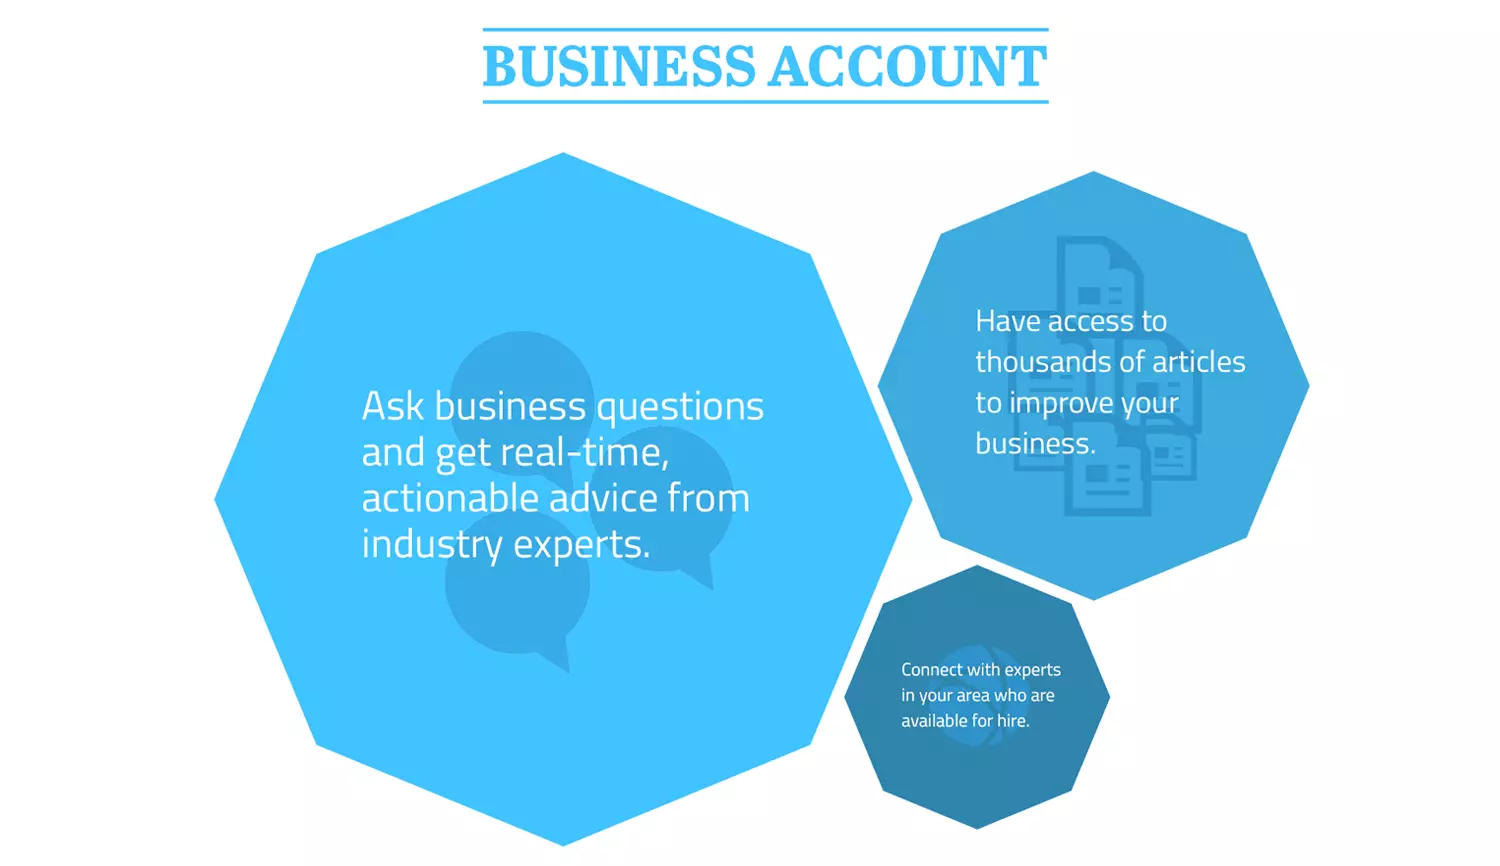 BUSINESS ACCOUNT
Ask business questions
and get real-time,
actionable advice from
industry experts.
Have access to
thousands of articles
to improve your
business.
Connect with experts
in your area who are
available for hire.